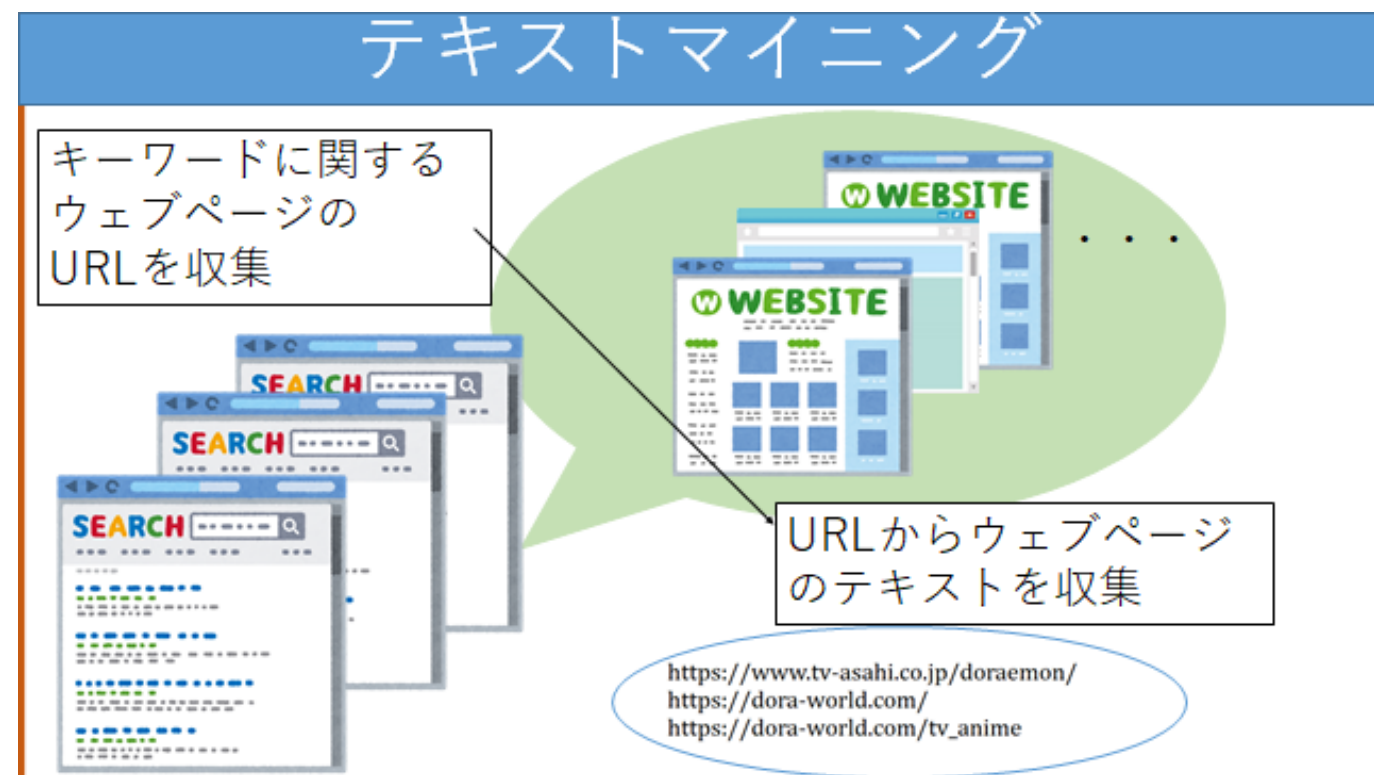 テキストマイニング
キーワードに関する
ウェブページの
URLを収集
WEBSITE
・・・
WEBSITE
SEARCH
SEARCH
SEARCH
URLからウェブページ
のテキストを収集
https://www.tv-asahi.co.jp/doraemon/
https://dora-world.com/
https://dora-world.com/tv_anime